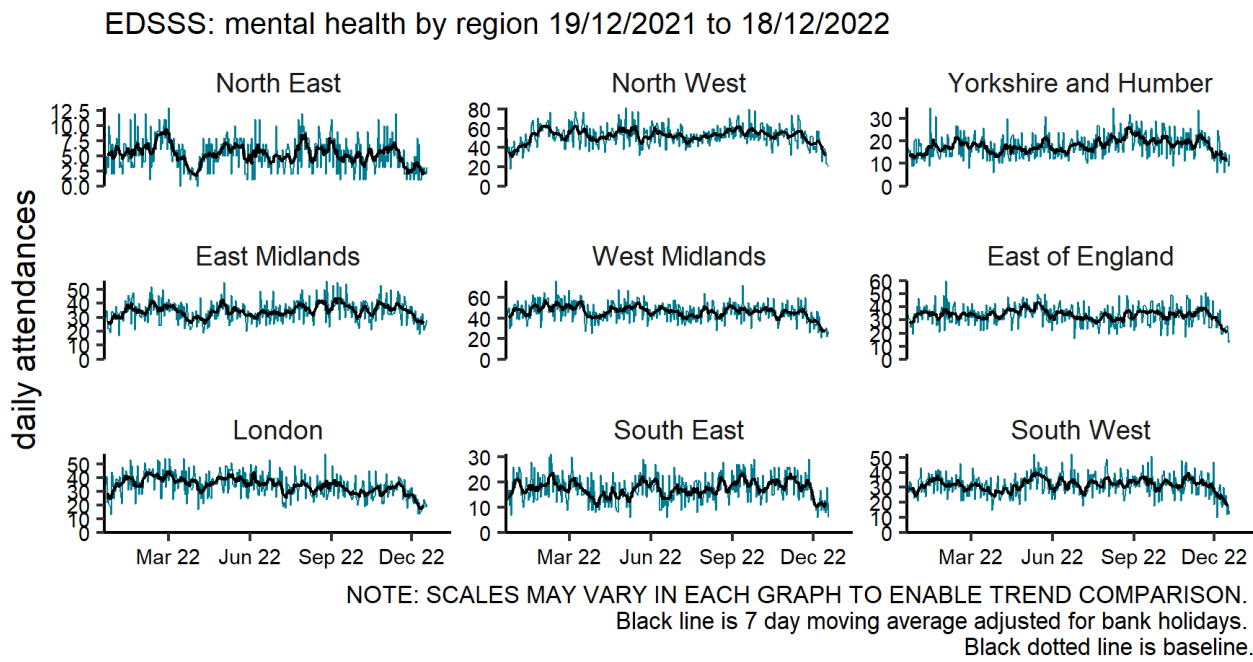 EDSSS: mental health by region 19/12/2021 to 18/12/2022
North East
North West
Yorkshire and Humber
12.5
10.0
7.5
5.0
2.5
0.0
80
60
40
20
0
30
20
10
0
daily attendances
East Midlands
West Midlands
East of England
50
40
30
20
10
0
60
40
20
0
60
50
40
30
20
10
0
London
South East
South West
50
40
30
20
10
0
30
20
10
0
50
40
30
20
10
0
Mar 22 Jun 22 Sep 22 Dec 22
Mar 22 Jun 22 Sep 22 Dec 22
Mar 22 Jun 22 Sep 22 Dec 22
NOTE: SCALES MAY VARY IN EACH GRAPH TO ENABLE TREND COMPARISON.
Black line is 7 day moving average adjusted for bank holidays.
Black dotted line is baseline.